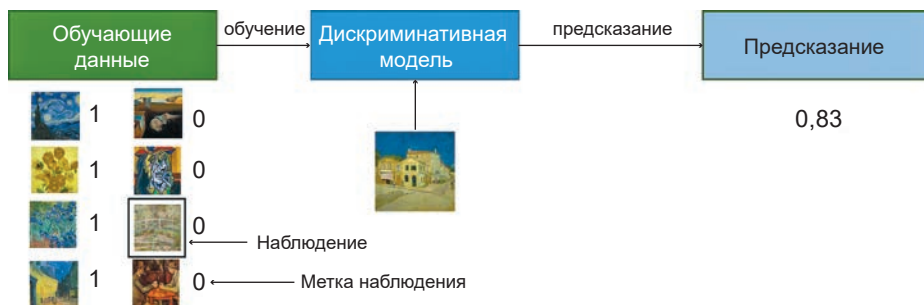 Обучающие
данные
обучение
Дискриминативная
модель
предсказание
Предсказание
1
0
0,83
1
0
1
0
Наблюдение
1
0
Метка наблюдения